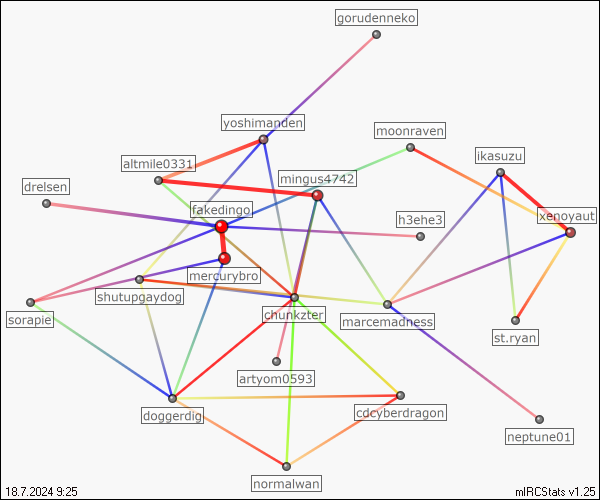 gorudenneko
yoshimanden
moonraven
altmile0331
ikasuzu
mingus4742
drelsen
fakedingo
h3ehe3
xenoyaut
mercurybro
shutupgaydog
sorapie
chunkzter
marcemadness
st.ryan
artyom0593
doggerdig
cdcyberdragon
neptune01
normalwan
18.7.2024 9:25
mIRCStats v1.25